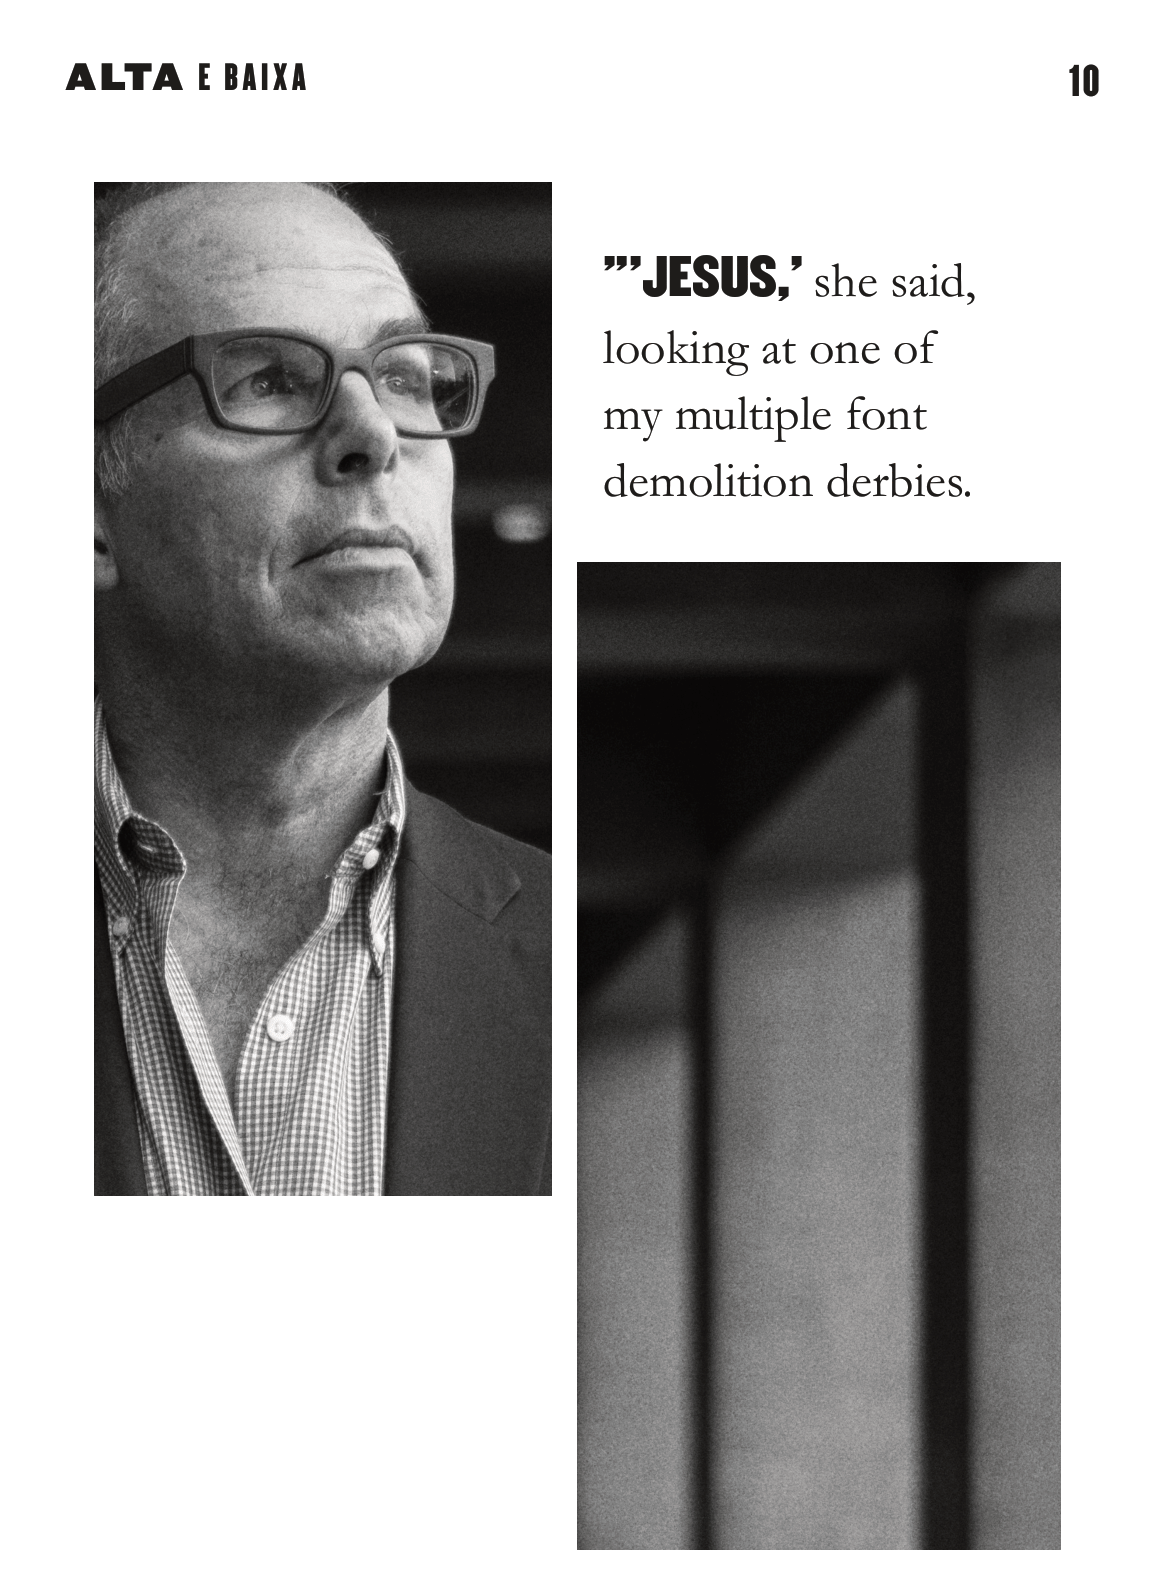 ALTA E BAIXA
10
”’JESUS,’ she said,
looking at one of
my multiple font
demolition derbies.